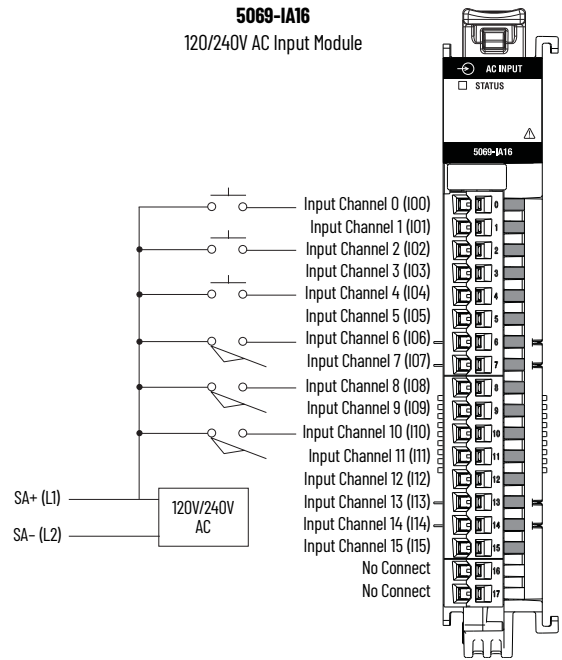 5069-IA16
120/240V AC Input Module
AC INPUT
STATUS
5069-IA16
Input Channel 0 (I00)
0
Input Channel 1 (I01)
1
Input Channel 2 (I02)
2
Input Channel 3 (I03)
3
Input Channel 4 (I04)
4
Input Channel 5 (I05)
5
Input Channel 6 (I06)
6
Input Channel 7 (I07)
7
Input Channel 8 (I08)
8
Input Channel 9 (I09)
9
Input Channel 10 (I10)
10
Input Channel 11 (I11)
11
Input Channel 12 (I12)
12
Input Channel 13 (I13)
13
Input Channel 14 (I14)
14
Input Channel 15 (I15)
15
No Connect
16
No Connect
17
SA+ (L1)
SA– (L2)
120V/240V
AC